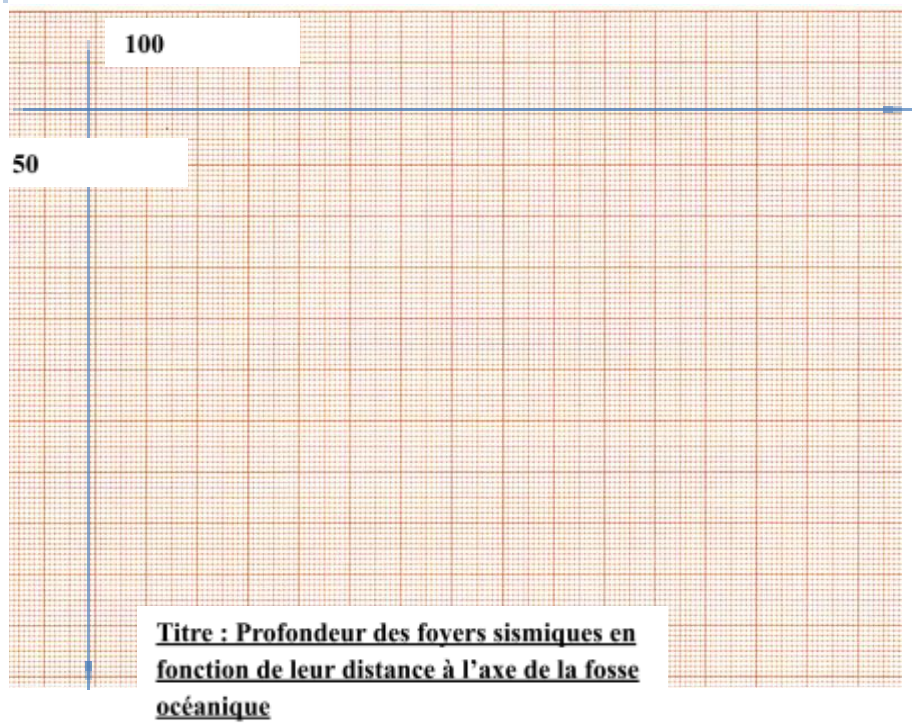 100
50
Titre : Profondeur des foyers sismiques en
fonction de leur distance à l’axe de la fosse
océanique